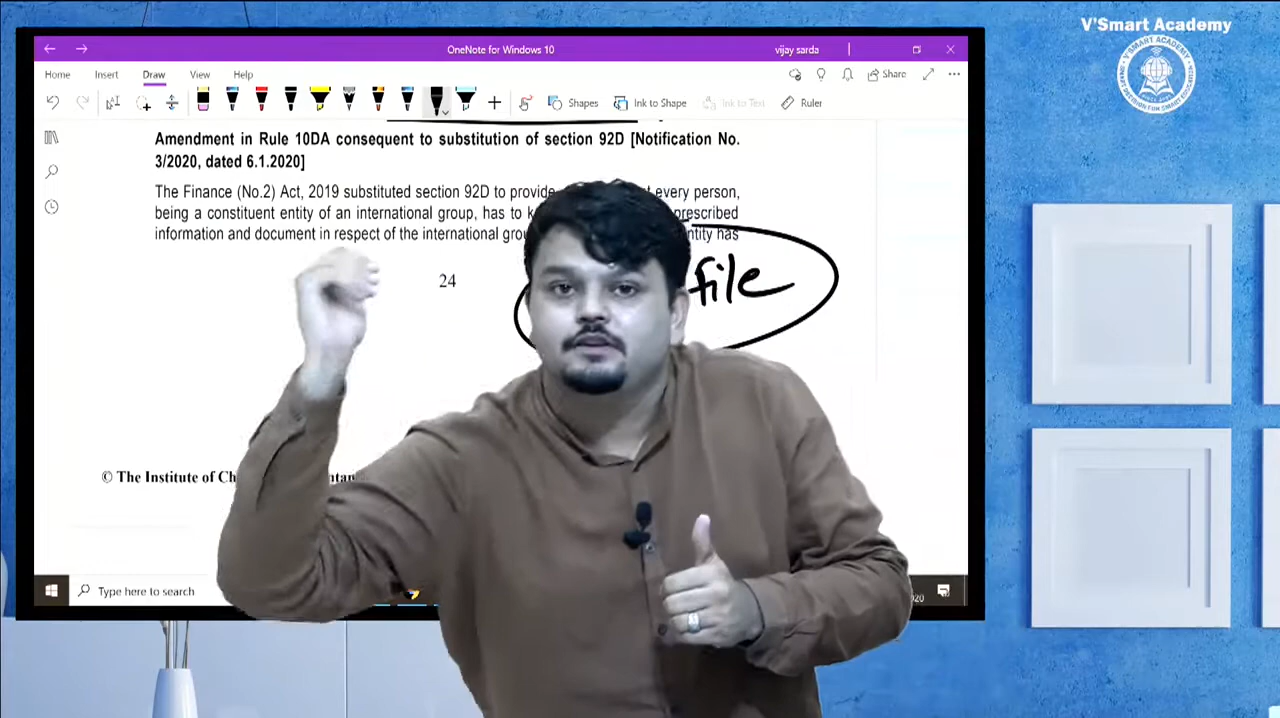 V'Smart Academy
V'SMART ACADEMY
OneNote for Windows 10
vijay sarda
Home Insert Draw View Help
Share
Shapes
Ink to Shape
Ink to Text
Ruler
Amendment in Rule 10DA consequent to substitution of section 92D [Notification No.
3/2020, dated 6.1.2020]
The Finance (No.2) Act, 2019 substituted section 92D to provide every person,
being a constituent entity of an international group, has to prescribed
information and document in respect of the international has
24
file
© The Institute of
Type here to search